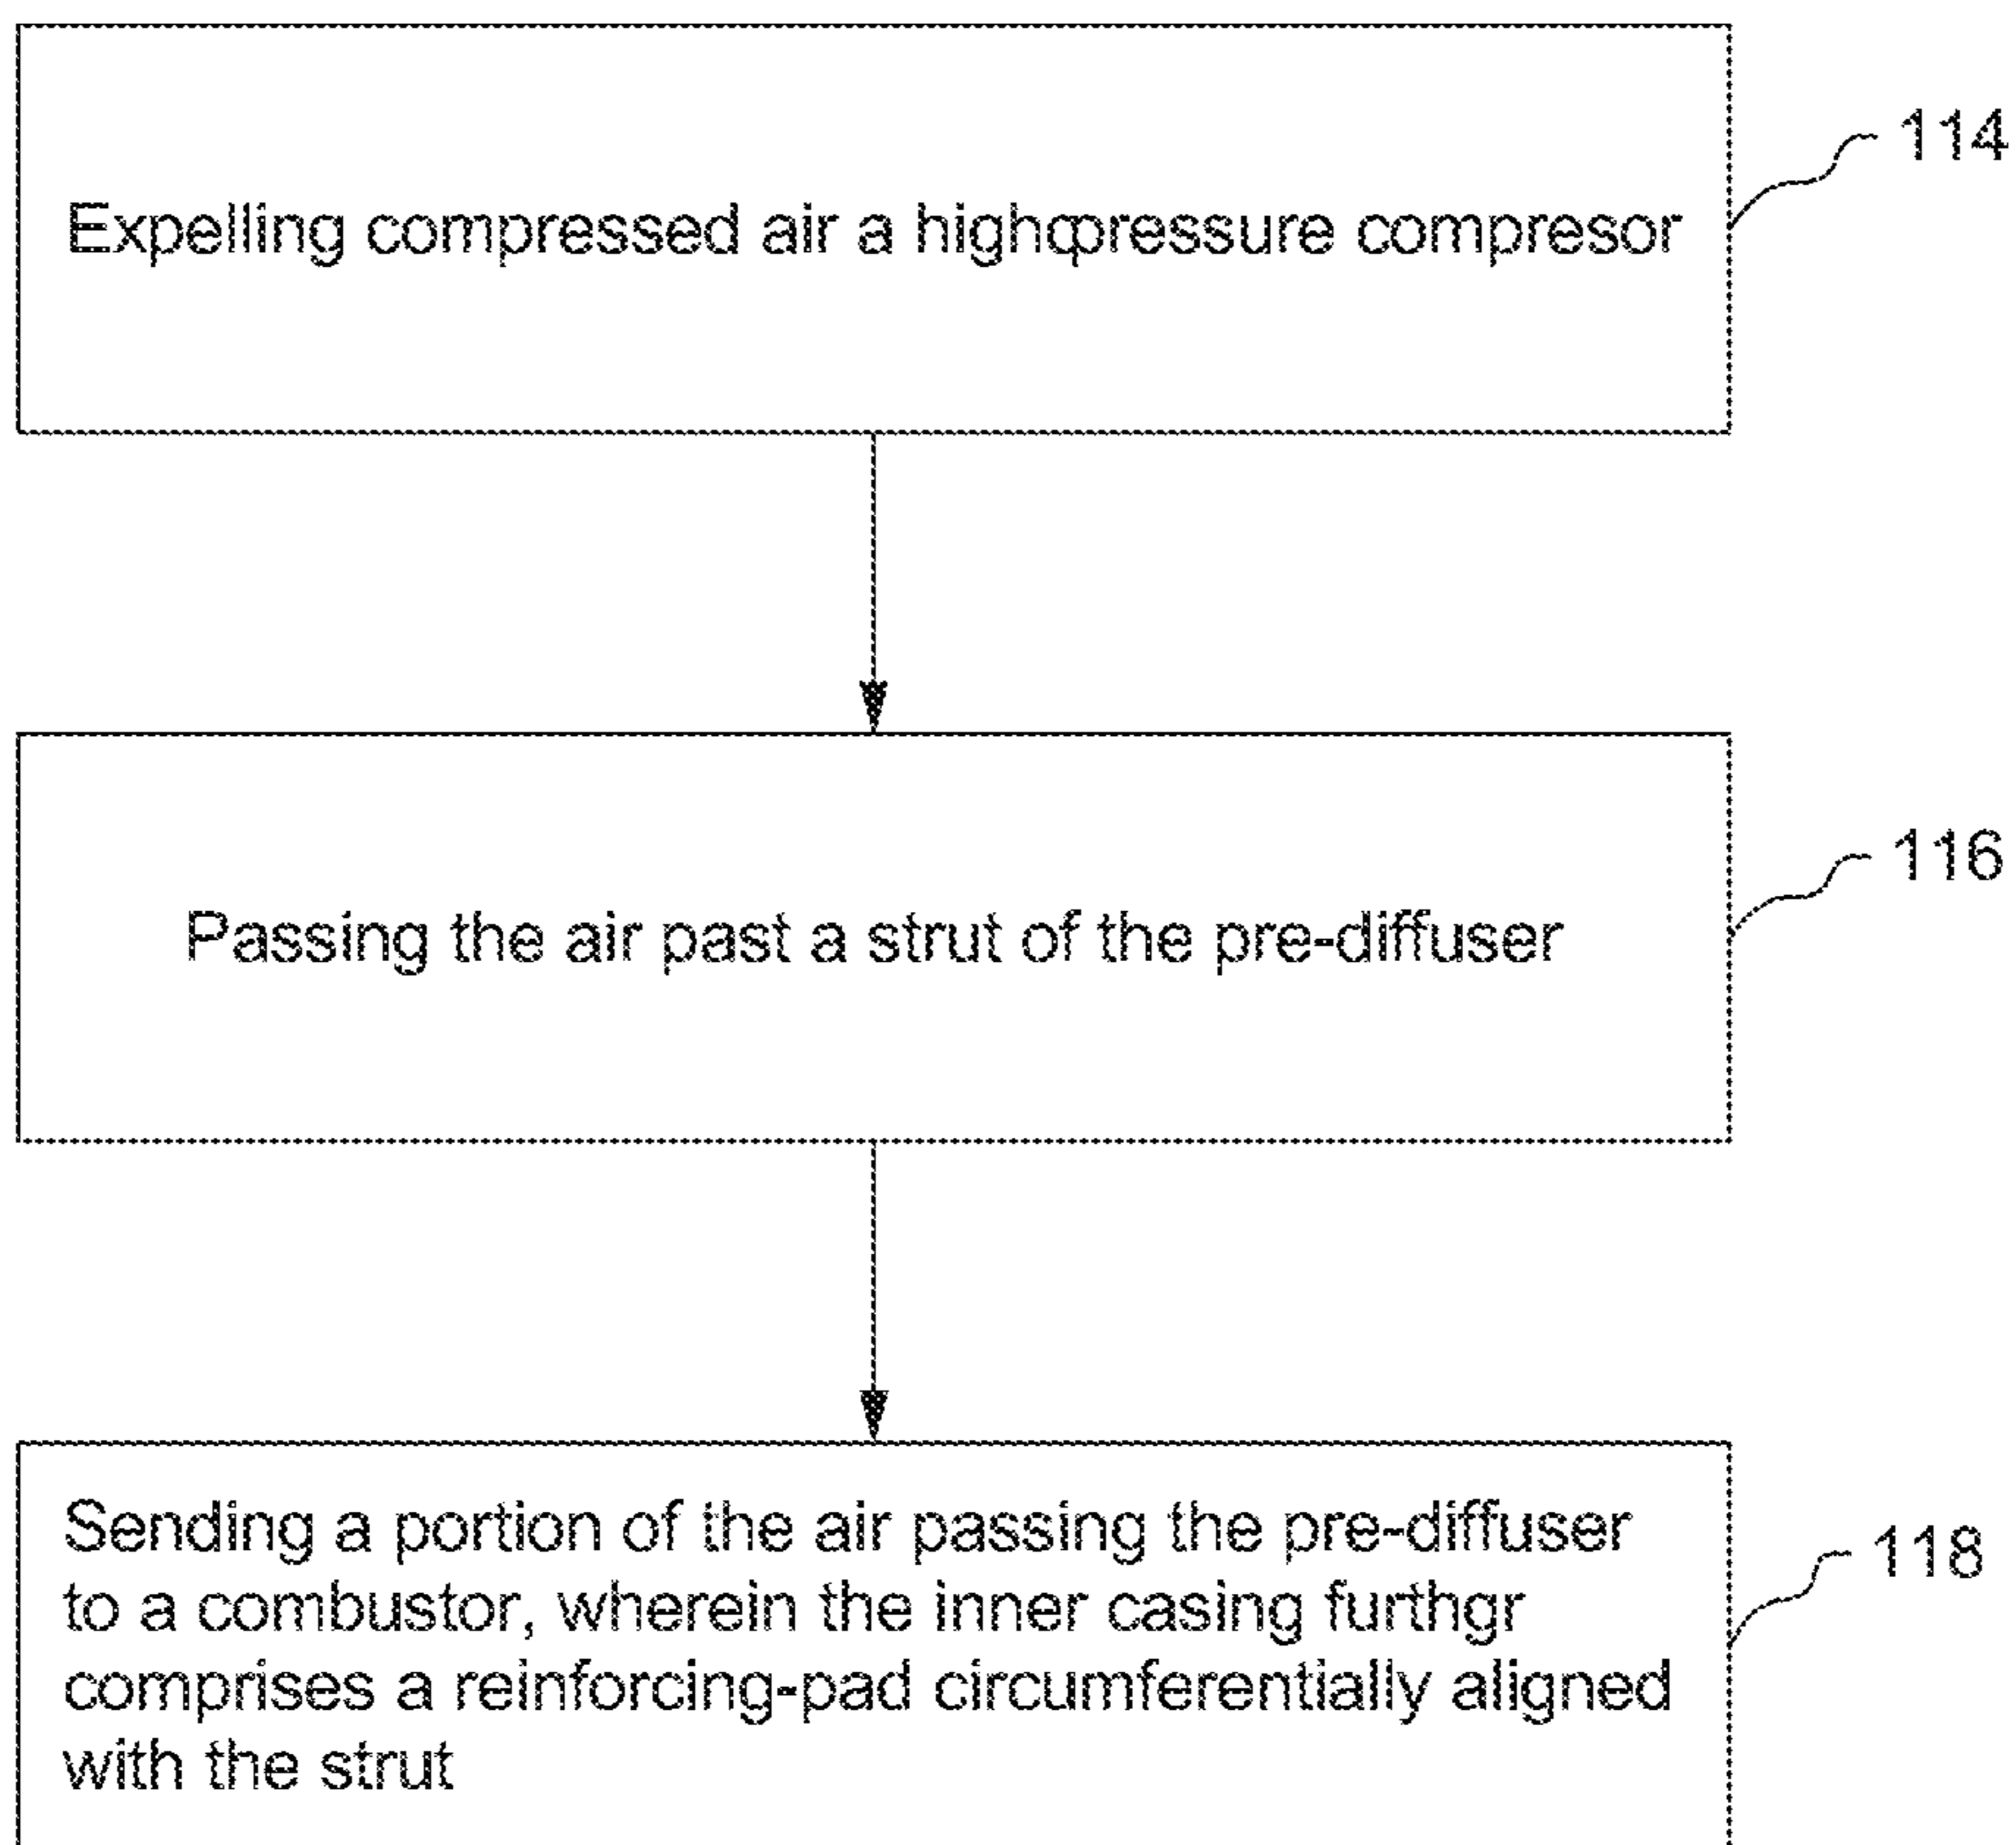 Expelling compressed air a highqpressure compresor
114
Passing the air past a strut of the pre-diffuser
116
Sending a portion of the air passing the pre-diffuser
to a combustor, wherein the inner casing furthgr
comprises a reinforcing-pad circumferentially aligned
with the strut
118